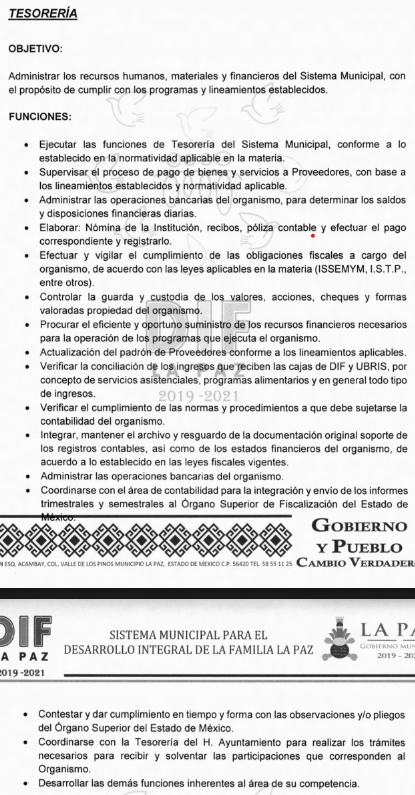 TESORERÍA
OBJETIVO:
Administrar los recursos humanos, materiales y financieros del Sistema Municipal, con
el propósito de cumplir con los programas y lineamientos establecidos.
FUNCIONES:
• Ejecutar las funciones de Tesorería del Sistema Municipal, conforme a lo
establecido en la normatividad aplicable en la materia.
• Supervisar el proceso de pago de bienes y servicios a Proveedores, con base a
los lineamientos establecidos y normatividad aplicable.
• Administrar las operaciones bancarias del organismo, para determinar los saldos
y disposiciones financieras diarias.
• Elaborar: Nómina de la Institución, recibos, póliza contable y efectuar el pago
correspondiente y registrarlo.
• Efectuar y vigilar el cumplimiento de las obligaciones fiscales a cargo del
organismo, de acuerdo con las leyes aplicables en la materia (ISSEMYM, I.S.T.P.,
entre otros).
• Controlar la guarda y custodia de los valores, acciones, cheques y formas
valoradas propiedad del organismo.
• Procurar el eficiente y oportuno suministro de los recursos financieros necesarios
para la operación de los programas que ejecuta el organismo.
• Actualización del padrón de Proveedores conforme a los lineamientos aplicables.
• Verificar la conciliación de los ingresos que reciben las cajas de DIF y UBRIS, por
concepto de servicios asistenciales, programas alimentarios y en general todo tipo
de ingresos.
• Verificar el cumplimiento de las normas y procedimientos a que debe sujetarse la
contabilidad del organismo.
• Integrar, mantener el archivo y resguardo de la documentación original soporte de
los registros contables, así como de los estados financieros del organismo, de
acuerdo a lo establecido en las leyes fiscales vigentes.
• Administrar las operaciones bancarias del organismo.
• Coordinarse con el área de contabilidad para la integración y envío de los informes
trimestrales y semestrales al Órgano Superior de Fiscalización del Estado de
México.
DIF
LA PAZ
2019 -2021
GOBIERNO
Y PUEBLO
CAMBIO VERDADER
N ESQ, ACAMBAY, COL. VALLE DE LOS PINOS MUNICIPIO LA PAZ, ESTADO DE MEXICO C.P. 56420 TEL. 58 55 11 25
DIF
A PAZ
2019 -2021
SISTEMA MUNICIPAL PARA EL
DESARROLLO INTEGRAL DE LA FAMILIA LA PAZ
LA PA
GOBIERNO MUN
2019 - 202
• Contestar y dar cumplimiento en tiempo y forma con las observaciones y/o pliegos
del Órgano Superior del Estado de México.
• Coordinarse con la Tesorería del H. Ayuntamiento para realizar los trámites
necesarios para recibir y solventar las participaciones que corresponden al
Organismo.
• Desarrollar las demás funciones inherentes al área de su competencia.